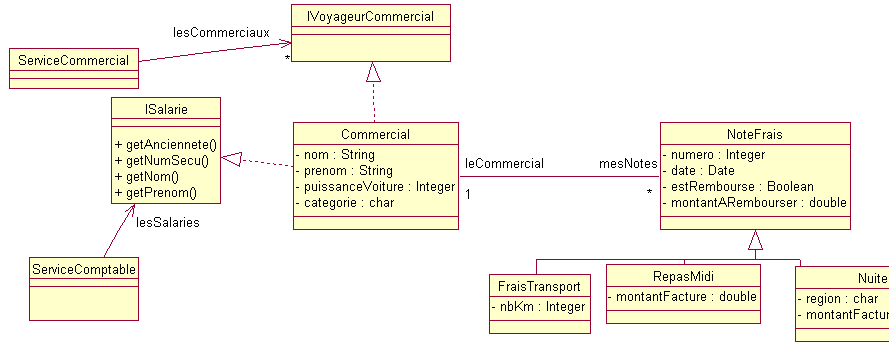 IVoyageurCommercial
lesCommerciaux
*
ServiceCommercial
ISalarie
+ getAnciennete()
+ getNumSecu()
+ getNom()
+ getPrenom()
lesSalaries
ServiceComptable
Commercial
- nom : String
- prenom : String
- puissanceVoiture : Integer
- categorie : char
leCommercial
1
mesNotes
*
NoteFrais
- numero : Integer
- date : Date
- estRembourse : Boolean
- montantARembourser : double
FraisTransport
- nbKm : Integer
RepasMidi
- montantFacture : double
Nuite
- region : char
- montantFactu